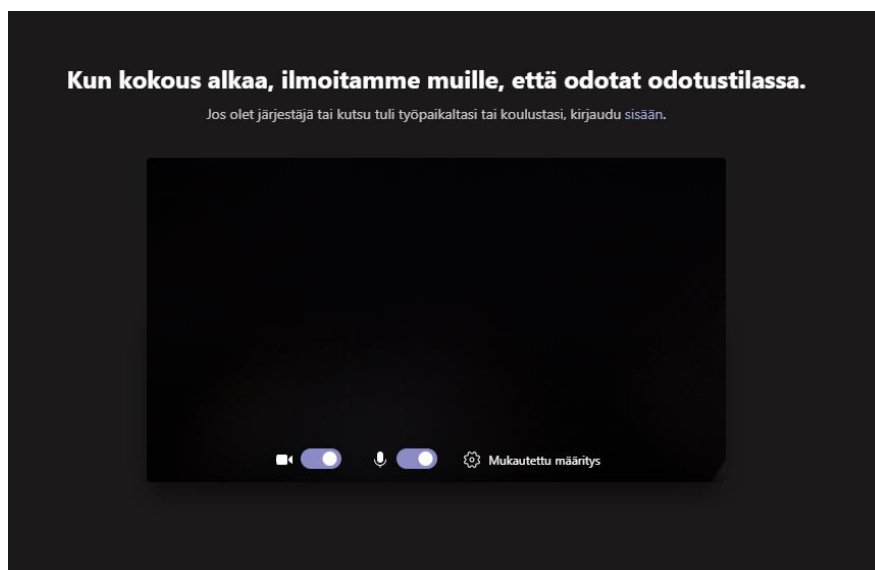 Kun kokous alkaa, ilmoitamme muille, että odotat odotustilassa.
Jos olet järjestäjä tai kutsu tuli työpaikaltasi tai koulustasi, kirjaudu sisään.
Mukautettu määritys